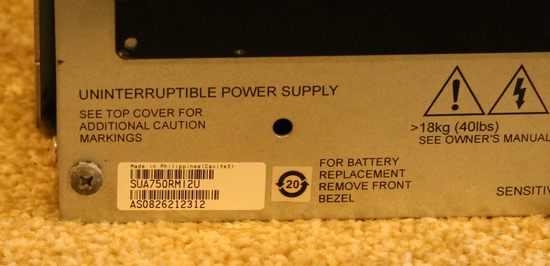 UNINTERRUPTIBLE POWER SUPPLY
SEE TOP COVER FOR
ADDITIONAL CAUTION
MARKINGS
>18kg (40lbs)
SEE OWNER'S MANUAL
Made in Philippines(Cavite3)
SUA750RMI2U
AS0826212312
20
FOR BATTERY
REPLACEMENT
REMOVE FRONT
BEZEL